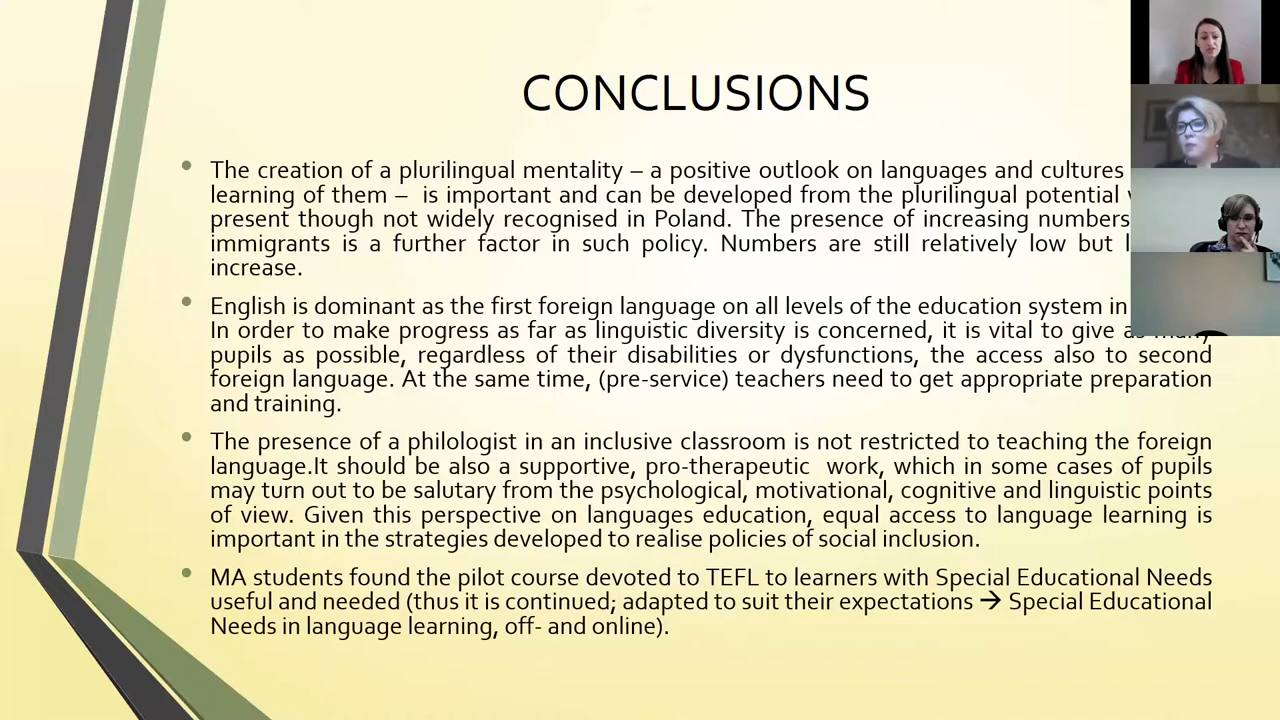 CONCLUSIONS
The creation of a plurilingual mentality – a positive outlook on languages and cultures
learning of them – is important and can be developed from the plurilingual potential
present though not widely recognised in Poland. The presence of increasing numbers
immigrants is a further factor in such policy. Numbers are still relatively low but
increase.
English is dominant as the first foreign language on all levels of the education system in
In order to make progress as far as linguistic diversity is concerned, it is vital to give as many
pupils as possible, regardless of their disabilities or dysfunctions, the access also to second
foreign language. At the same time, (pre-service) teachers need to get appropriate preparation
and training.
The presence of a philologist in an inclusive classroom is not restricted to teaching the foreign
language.It should be also a supportive, pro-therapeutic work, which in some cases of pupils
may turn out to be salutary from the psychological, motivational, cognitive and linguistic points
of view. Given this perspective on languages education, equal access to language learning is
important in the strategies developed to realise policies of social inclusion.
MA students found the pilot course devoted to TEFL to learners with Special Educational Needs
useful and needed (thus it is continued; adapted to suit their expectations → Special Educational
Needs in language learning, off- and online).